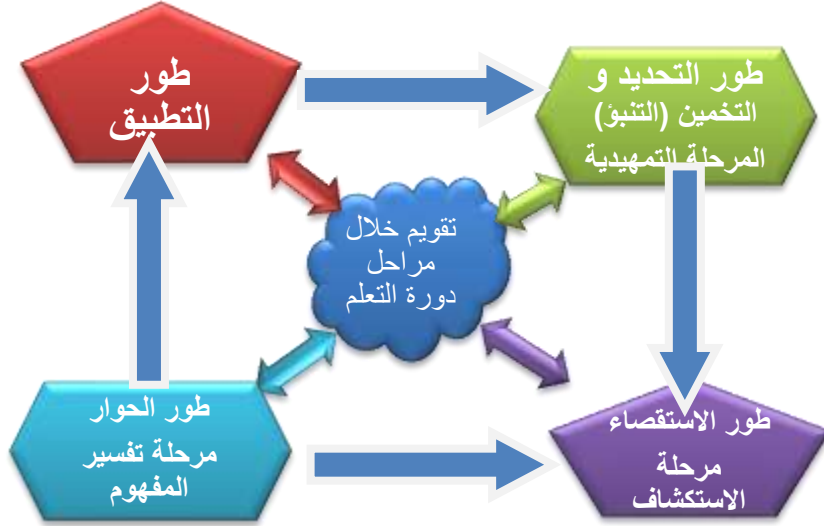 طور التحديد و
التخمين (التنبؤ)
المرحلة التمهيدية
طور
التطبيق
تقويم خلال
مراحل
دورة التعلم
طور الاستقصاء
مرحلة
الاستكشاف
طور الحوار
مرحلة تفسير
المفهوم